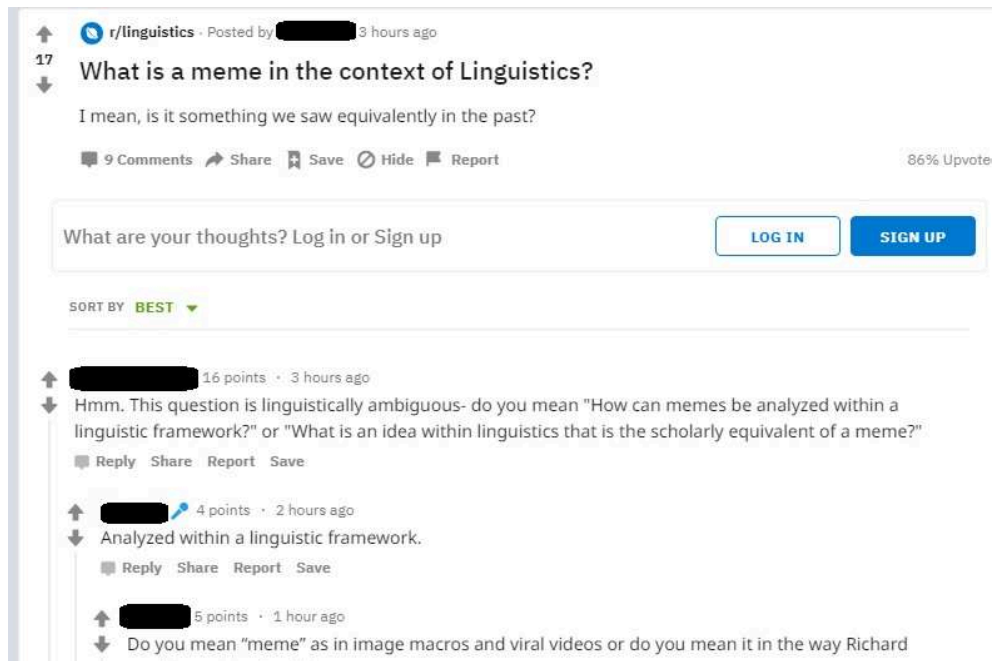 r/linguistics · Posted by 3 hours ago
17
What is a meme in the context of Linguistics?
I mean, is it something we saw equivalently in the past?
9 Comments Share Save Hide Report
86% Upvote
What are your thoughts? Log in or Sign up
LOG IN
SIGN UP
SORT BY BEST
16 points · 3 hours ago
Hmm. This question is linguistically ambiguous- do you mean "How can memes be analyzed within a
linguistic framework?" or "What is an idea within linguistics that is the scholarly equivalent of a meme?"
Reply Share Report Save
4 points · 2 hours ago
Analyzed within a linguistic framework.
Reply Share Report Save
5 points · 1 hour ago
Do you mean “meme” as in image macros and viral videos or do you mean it in the way Richard